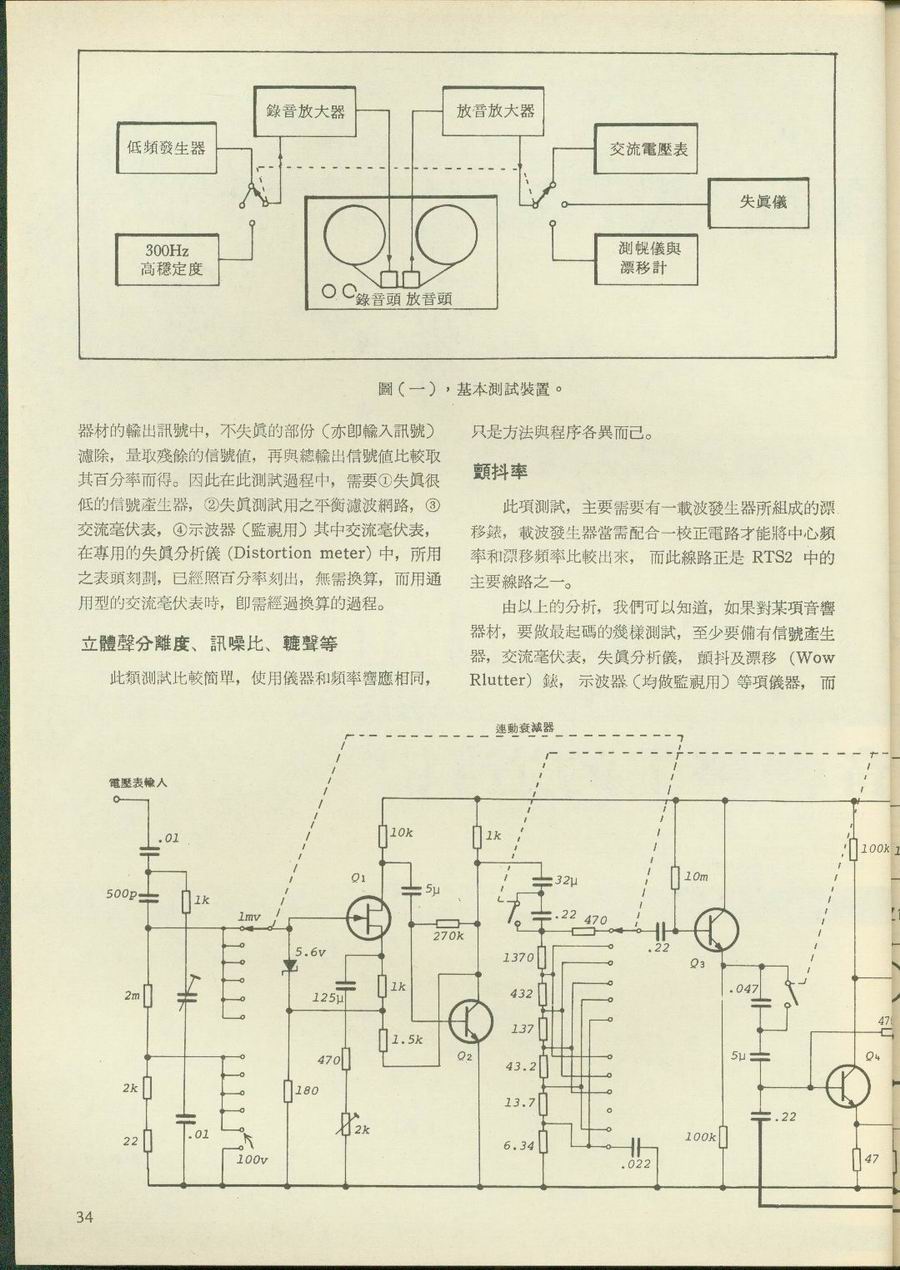 錄音放大器
放音放大器
低頻發生器
交流電壓表
失眞儀
300Hz
高穩定度
測幌儀與
漂移計
錄音頭 放音頭
圖(一),基本測試裝置。
器材的輸出訊號中,不失眞的部份(亦卽輸入訊號)
濾除,量取殘餘的信號値,再與總輸出信號値比較取
其百分率而得。因此在此測試過程中,需要①失眞很
低的信號產生器,②失眞測試用之平衡濾波網路,③
交流毫伏表,④示波器(監視用)其中交流毫伏表,
在專用的失眞分析儀 (Distortion meter) 中,所用
之表頭刻劃,已經照百分率刻出,無需換算,而用通
用型的交流毫伏表時,卽需經過換算的過程。
立體聲分離度、訊噪比、轆聲等
此類測試比較簡單,使用儀器和頻率響應相同,
只是方法與程序各異而己。
顫抖率
此項測試,主要需要有一載波發生器所組成的漂
移錶,載波發生器當需配合一校正電路才能將中心頻
率和漂移頻率比較出來,而此線路正是 RTS2 中的
主要線路之一。
由以上的分析,我們可以知道,如果對某項音響
器材,要做最起碼的幾樣測試,至少要備有信號產生
器,交流毫伏表,失眞分析儀,顫抖及漂移 (Wow
Rlutter) 錶,示波器(均做監視用)等項儀器,而
連動衰減器
電壓表輸入
.01
500p
1k
1mv
2m
2k
22
.01
100v
5.6v
180
Q1
10k
5μ
270k
1k
125μ
1k
1.5k
470
2k
Q2
32μ
.22
470
1370
432
137
43.2
13.7
6.34
.022
.22
10m
Q3
.047
5μ
.22
100k
100k
Q4
47
34